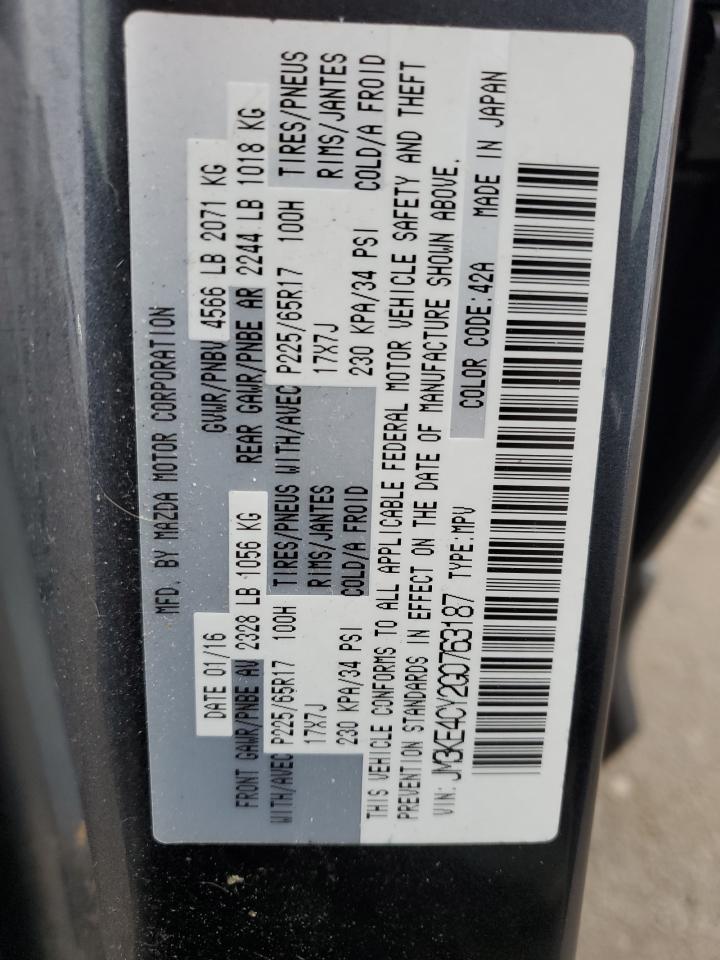 MFD. BY MAZDA MOTOR CORPORATION
DATE 01/16 GVWR/PNBV 4566 LB 2071 KG
FRONT GAWR/PNBE AV 2328 LB 1056 KG REAR GAWR/PNBE AR 2244 LB 1018 KG
WITH/AVEC P225/65R17 100H TIRES/PNEUS WITH/AVEC P225/65R17 100H TIRES/PNEUS
17X7J RIMS/JANTES 17X7J RIMS/JANTES
230 KPA/34 PSI COLD/A FROID 230 KPA/34 PSI COLD/A FROID
THIS VEHICLE CONFORMS TO ALL APPLICABLE FEDERAL MOTOR VEHICLE SAFETY AND THEFT
PREVENTION STANDARDS IN EFFECT ON THE DATE OF MANUFACTURE SHOWN ABOVE.
VIN: JM3KE4CY2G0763187 TYPE: MPV COLOR CODE: 42A MADE IN JAPAN